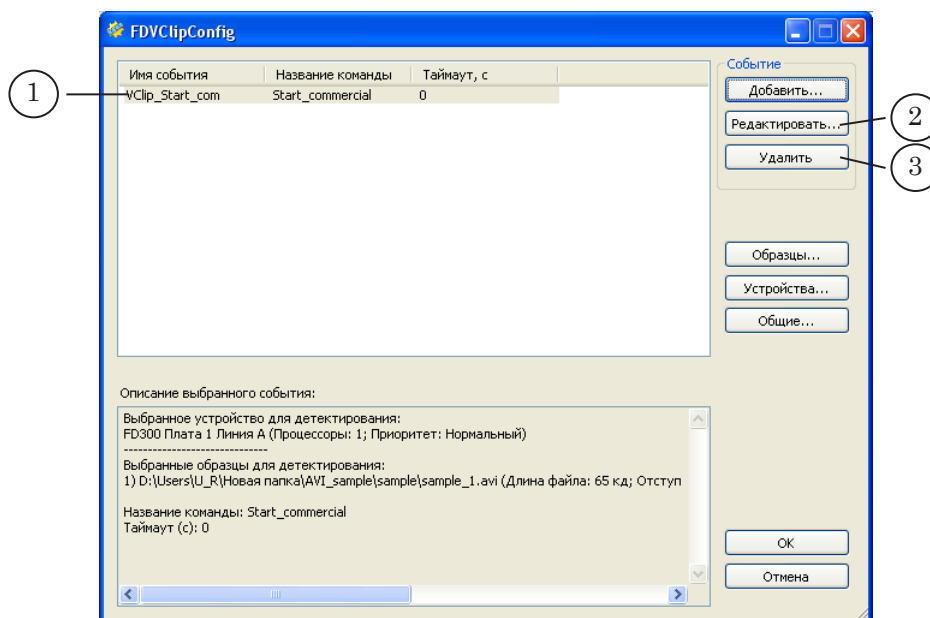 FDVClipConfig
Имя события Название команды Таймаут, с
VClip_Start_com Start_commercial 0
1
Событие
Добавить...
Редактировать...
2
Удалить
3
Образцы...
Устройства...
Общие...
Описание выбранного события:
Выбранное устройство для детектирования:
FD300 Плата 1 Линия A (Процессоры: 1; Приоритет: Нормальный)
------------------------------
Выбранные образцы для детектирования:
1) D:\Users\U_R\Новая папка\AVI_sample\sample\sample_1.avi (Длина файла: 65 кд; Отступ
Название команды: Start_commercial
Таймаут (с): 0
OK
Отмена